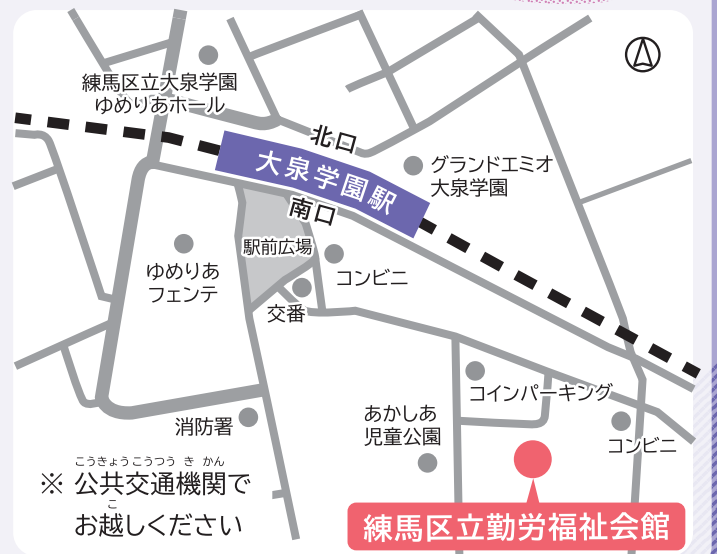 練馬区立大泉学園
ゆめりあホール
北口
大泉学園駅
グランドエミオ
大泉学園
南口
駅前広場
コンビニ
ゆめりあ
フェンテ
交番
コインパーキング
あかしあ
児童公園
消防署
コンビニ
こうきょうこうつう き かん
※ 公共交通機関で
こ
お越しください
練馬区立勤労福祉会館